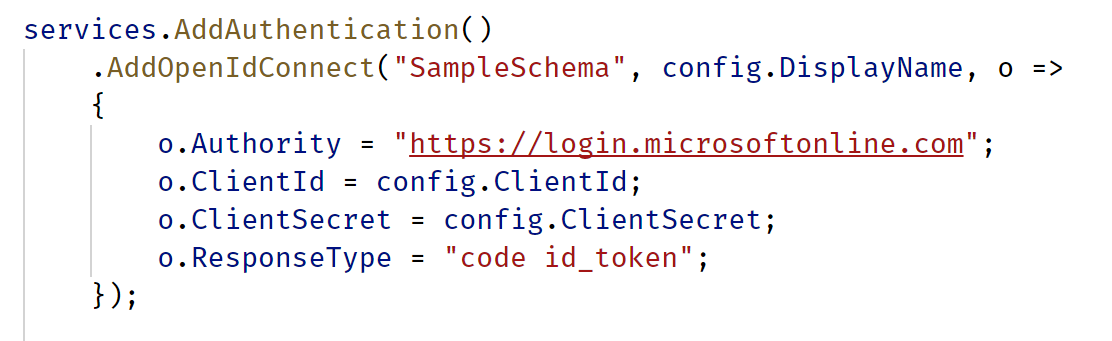 services.AddAuthentication()
    .AddOpenIdConnect("SampleSchema", config.DisplayName, o =>
    {
        o.Authority = "https://login.microsoftonline.com";
        o.ClientId = config.ClientId;
        o.ClientSecret = config.ClientSecret;
        o.ResponseType = "code id_token";
    });